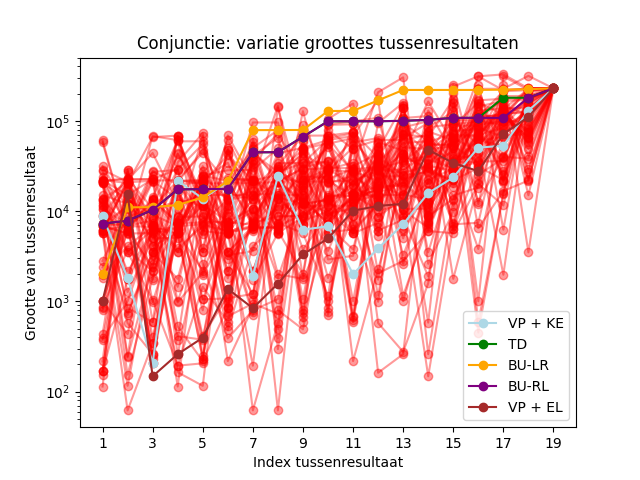 Conjunctie: variatie groottes tussenresultaten
Grootte van tussenresultaat
10^5
10^4
10^3
10^2
VP + KE
TD
BU-LR
BU-RL
VP + EL
1 3 5 7 9 11 13 15 17 19
Index tussenresultaat